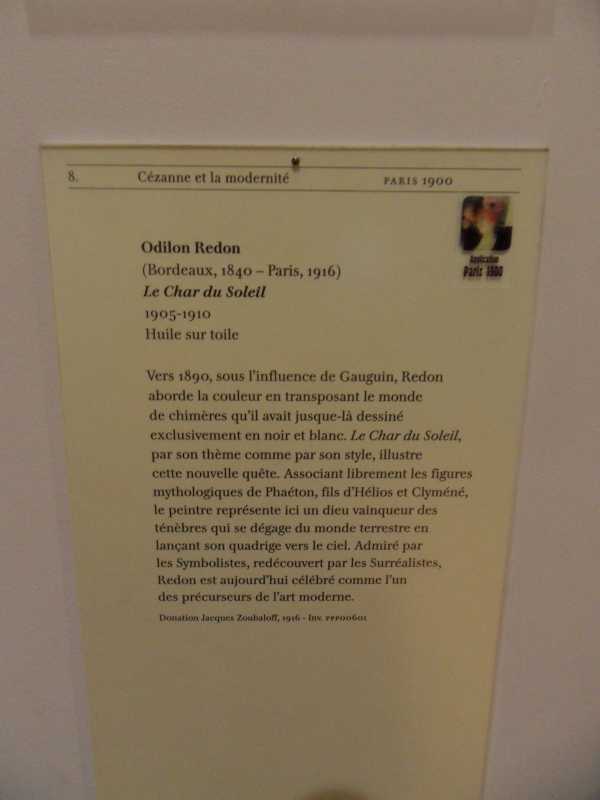 8. Cézanne et la modernité PARIS 1900
Application
Paris 1900
Odilon Redon
(Bordeaux, 1840 – Paris, 1916)
Le Char du Soleil
1905-1910
Huile sur toile
Vers 1890, sous l'influence de Gauguin, Redon
aborde la couleur en transposant le monde
de chimères qu'il avait jusque-là dessiné
exclusivement en noir et blanc. Le Char du Soleil,
par son thème comme par son style, illustre
cette nouvelle quête. Associant librement les figures
mythologiques de Phaéton, fils d'Hélios et Clyméné,
le peintre représente ici un dieu vainqueur des
ténèbres qui se dégage du monde terrestre en
lançant son quadrige vers le ciel. Admiré par
les Symbolistes, redécouvert par les Surréalistes,
Redon est aujourd'hui célébré comme l'un
des précurseurs de l'art moderne.
Donation Jacques Zoubaloff, 1916 - Inv. PPP00601